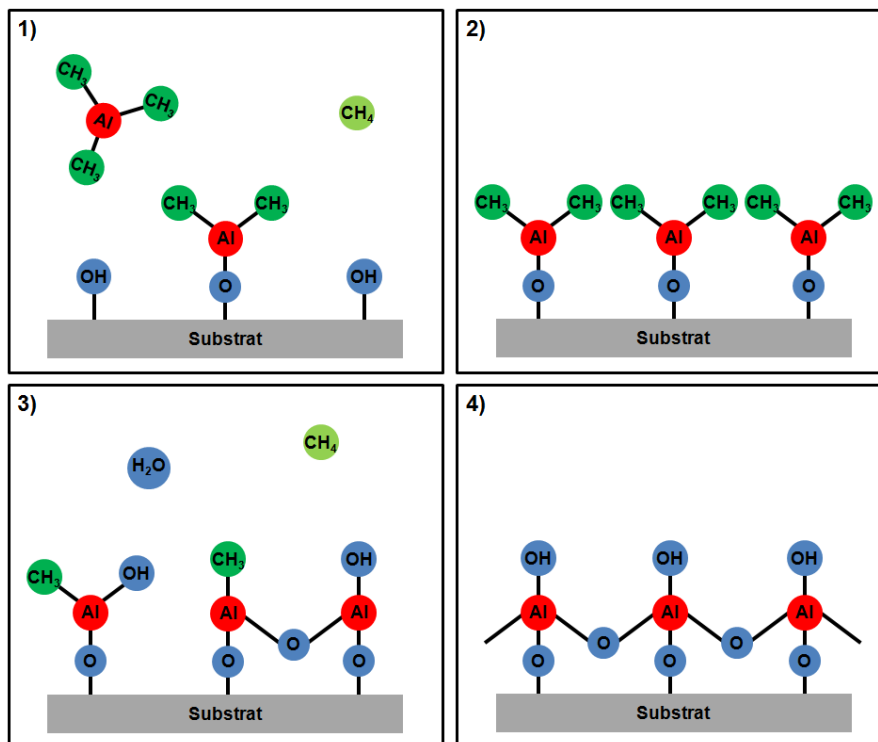 1)
CH3
Al
CH3
CH3
CH4
CH3
CH3
Al
OH
O
OH
Substrat
2)
CH3
CH3
CH3
CH3
CH3
CH3
Al
Al
Al
O
O
O
Substrat
3)
H2O
CH4
CH3
OH
CH3
OH
Al
Al
Al
O
O
O
O
Substrat
4)
OH
OH
OH
Al
Al
Al
O
O
O
O
O
Substrat